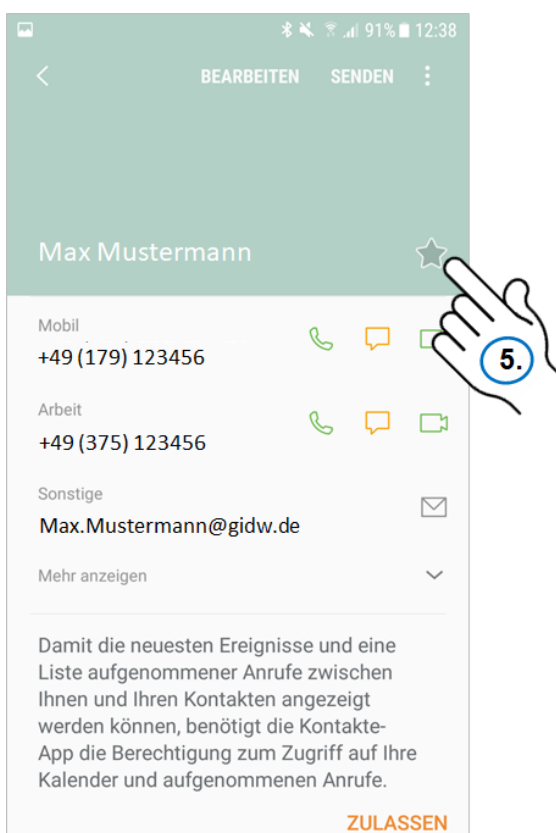 91% 12:38
BEARBEITEN SENDEN
Max Mustermann
Mobil
+49 (179) 123456
5.
Arbeit
+49 (375) 123456
Sonstige
Max.Mustermann@gidw.de
Mehr anzeigen
Damit die neuesten Ereignisse und eine
Liste aufgenommener Anrufe zwischen
Ihnen und Ihren Kontakten angezeigt
werden können, benötigt die Kontakte-
App die Berechtigung zum Zugriff auf Ihre
Kalender und aufgenommenen Anrufe.
ZULASSEN